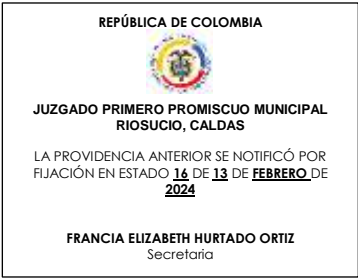 REPÚBLICA DE COLOMBIA
JUZGADO PRIMERO PROMISCUO MUNICIPAL
RIOSUCIO, CALDAS
LA PROVIDENCIA ANTERIOR SE NOTIFICÓ POR
FIJACIÓN EN ESTADO 16 DE 13 DE FEBRERO DE
2024
FRANCIA ELIZABETH HURTADO ORTIZ
Secretaria